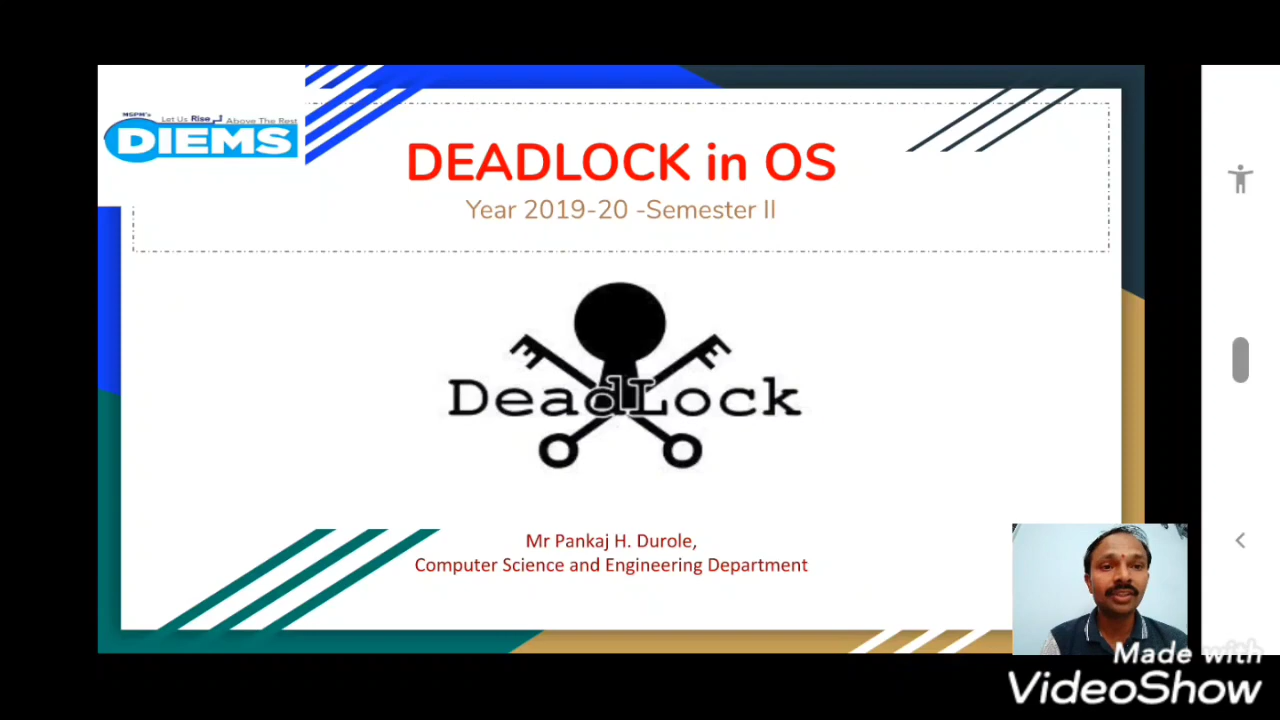 MSPM's
Let Us Rise Above The Rest
DIEMS
DEADLOCK in OS
Year 2019-20 -Semester II
DeadLock
Mr Pankaj H. Durole,
Computer Science and Engineering Department
Made with
VideoShow